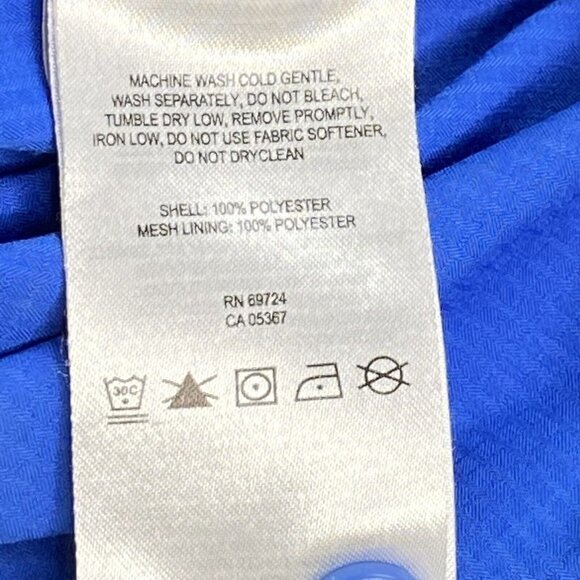 MACHINE WASH COLD GENTLE,
WASH SEPARATELY, DO NOT BLEACH,
TUMBLE DRY LOW, REMOVE PROMPTLY,
IRON LOW, DO NOT USE FABRIC SOFTENER,
DO NOT DRYCLEAN
SHELL: 100% POLYESTER
MESH LINING: 100% POLYESTER
RN 69724
CA 05367
30C